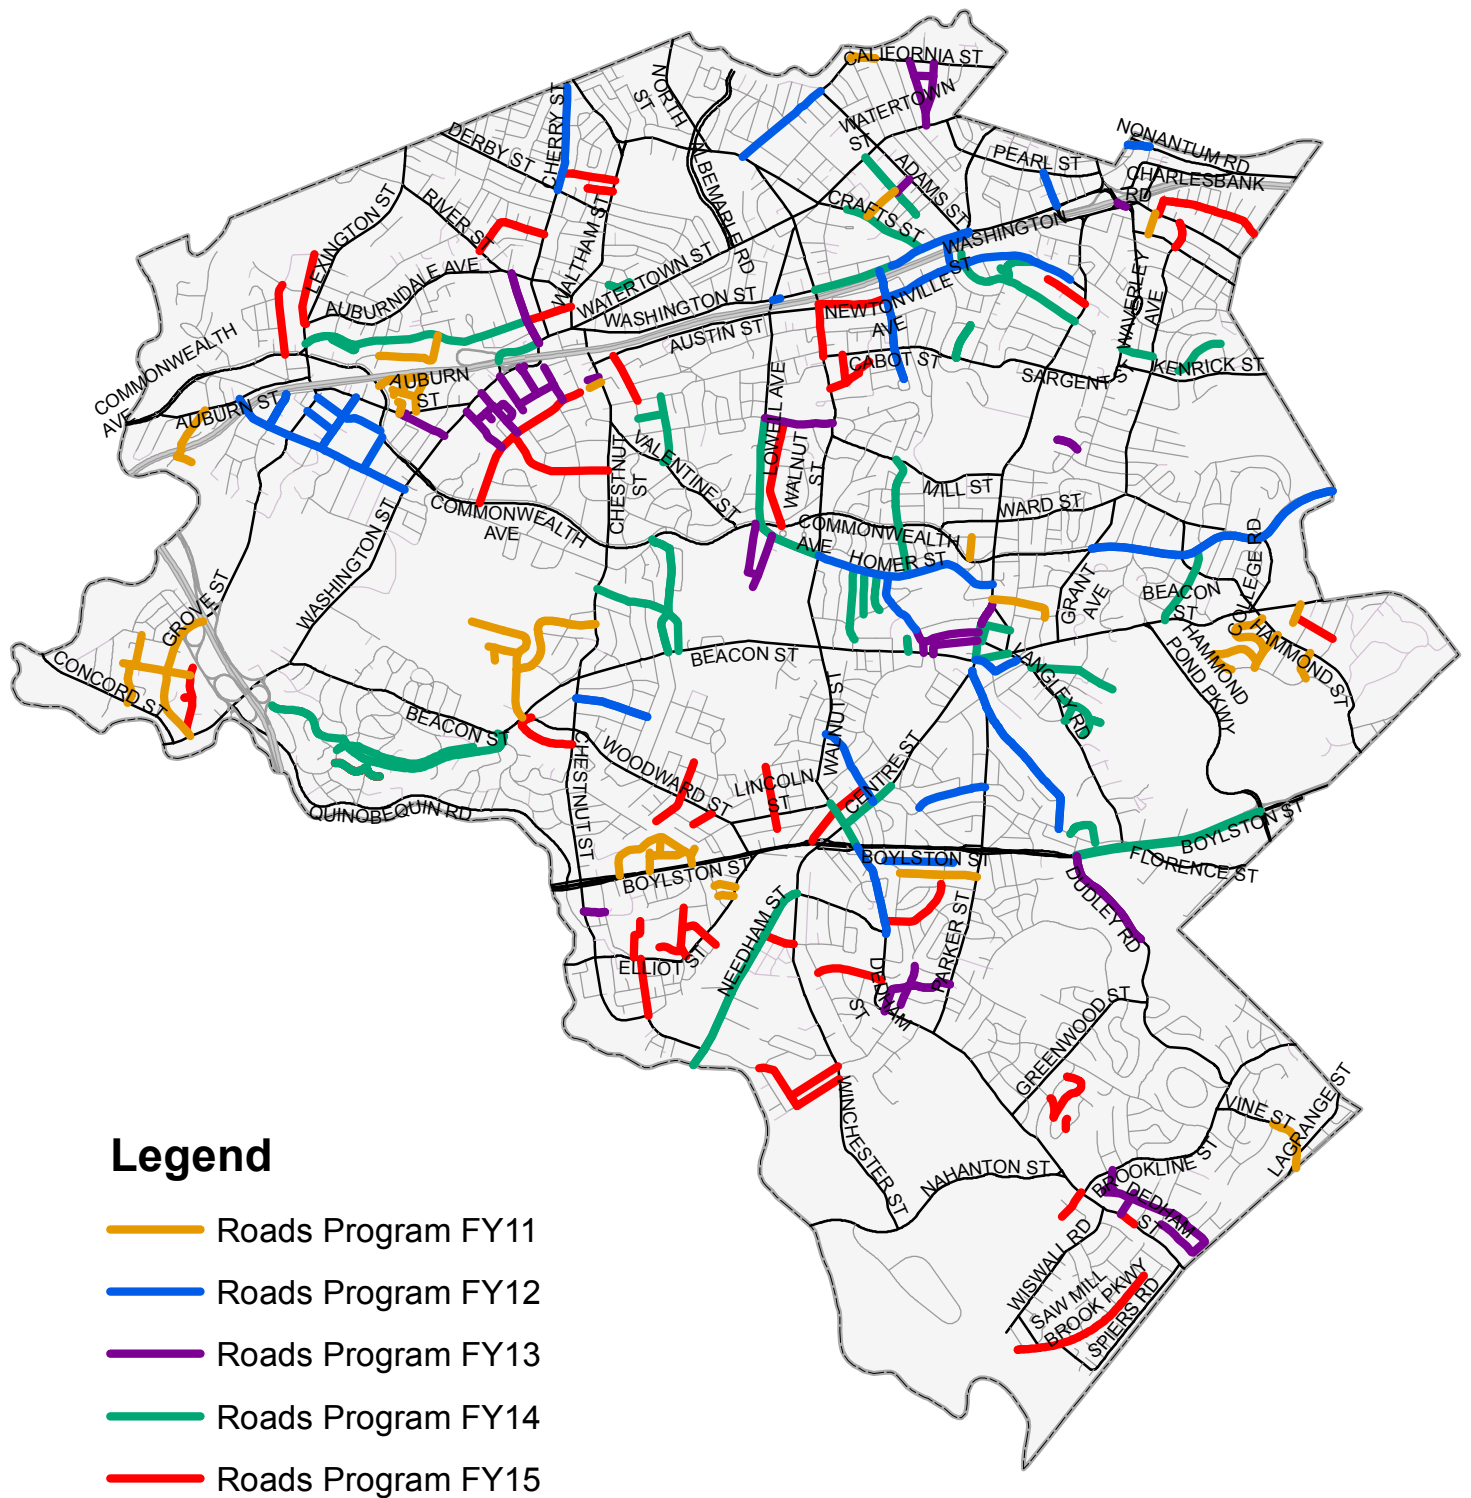 CALIFORNIA ST
NORTH
ST
WATERTOWN
ST
NONANTUM RD
DERBY ST
CHERRY ST
ALBEMARLE RD
ADAMS ST
PEARL ST
CHARLESBANK
RD
LEXINGTON ST
RIVER ST
WALTHAM ST
CRAFTS ST
WASHINGTON
ST
AUBURNDALE AVE
WATERTOWN ST
WASHINGTON ST
AUSTIN ST
NEWTONVILLE
AVE
WAVERLEY
AVE
COMMONWEALTH
AVE
AUBURN
ST
AUBURN ST
CABOT ST
SARGENT ST
KENRICK ST
LOWELL AVE
WALNUT
ST
CHESTNUT
ST
VALENTINE ST
MILL ST
WARD ST
COMMONWEALTH
AVE
COMMONWEALTH
AVE
HOMER ST
WASHINGTON ST
GRANT
AVE
BEACON
ST
COLLEGE RD
GROVE ST
CONCORD ST
BEACON ST
LANGLEY RD
HAMMOND
POND PKWY
HAMMOND ST
BEACON ST
WALNUT ST
CENTRE ST
CHESTNUT ST
WOODWARD ST
LINCOLN
ST
QUINOBEQUIN RD
BOYLSTON ST
BOYLSTON ST
BOYLSTON ST
FLORENCE ST
DUDLEY RD
NEEDHAM ST
ELLIOT ST
PARKER ST
DEDHAM
ST
GREENWOOD ST
WINCHESTER ST
VINE ST
LAGRANGE ST
NAHANTON ST
BROOKLINE ST
DEDHAM
ST
WISWALL RD
SAW MILL
BROOK PKWY
SPIERS RD
Legend
Roads Program FY11
Roads Program FY12
Roads Program FY13
Roads Program FY14
Roads Program FY15